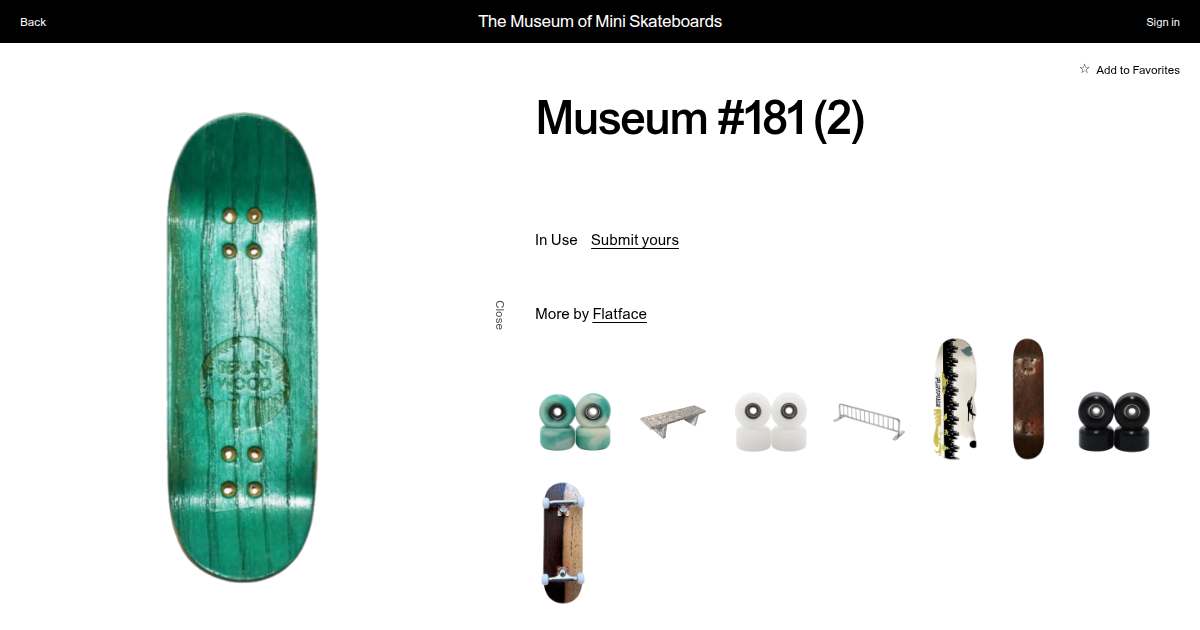 Back
The Museum of Mini Skateboards
Sign in
☆ Add to Favorites
Museum #181 (2)
In Use Submit yours
Close
More by Flatface
WOOD